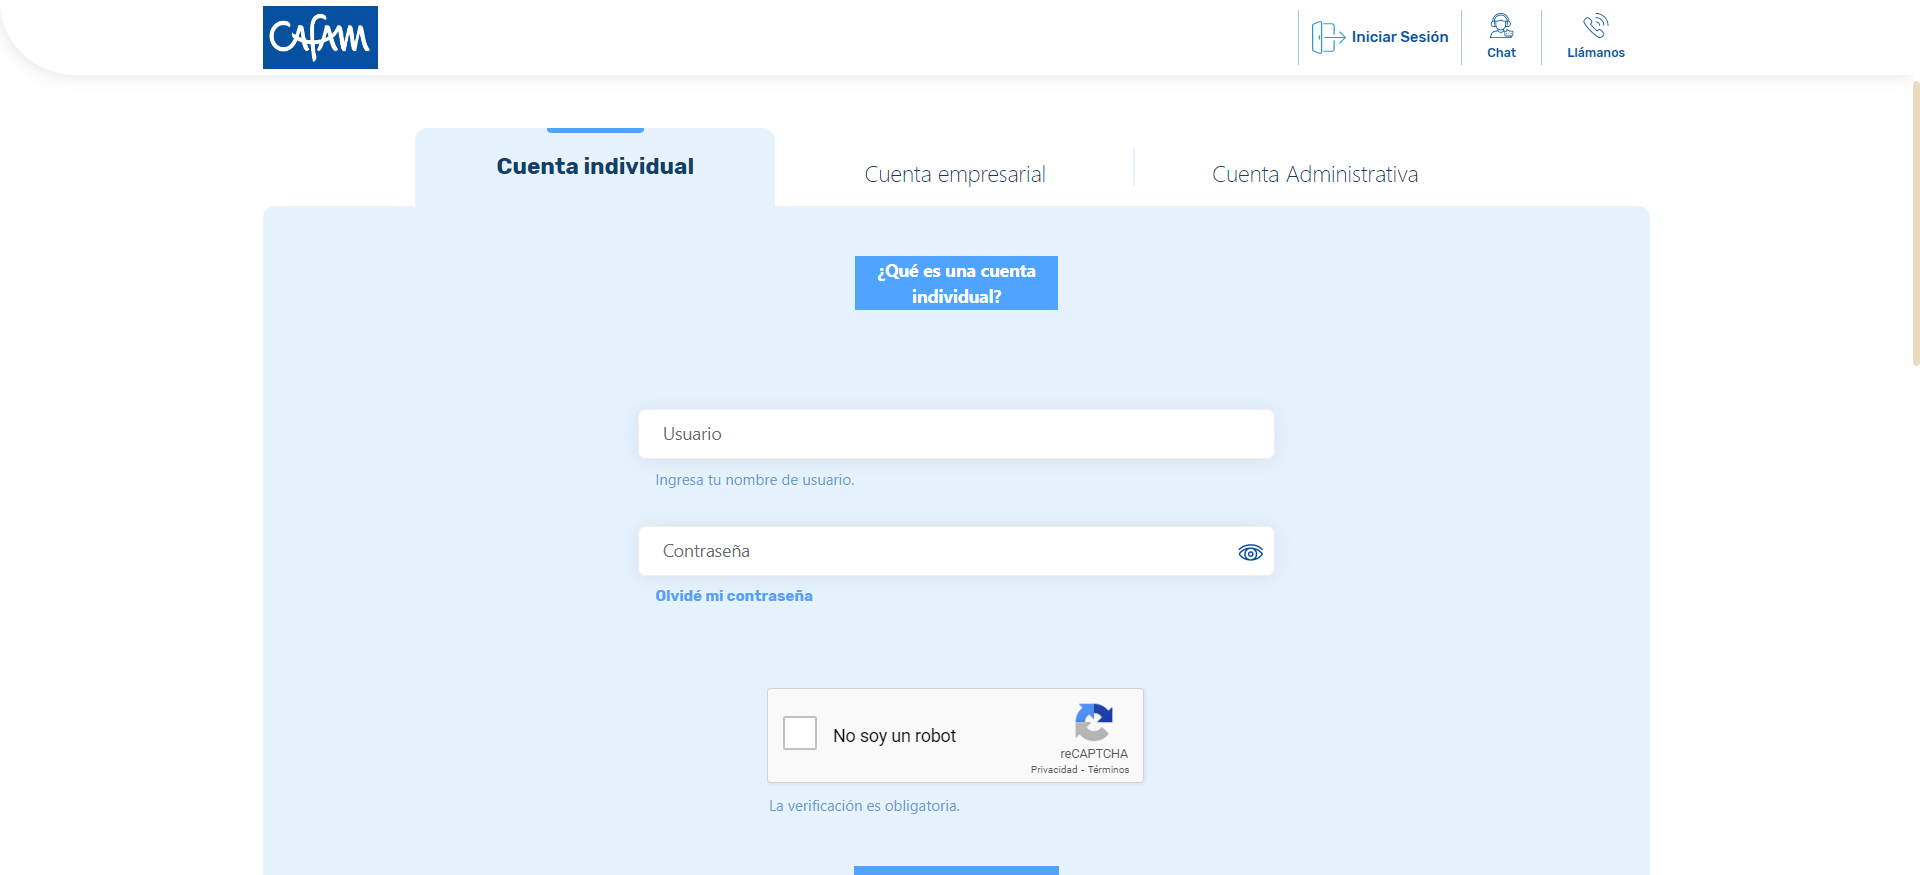 CAFAM
Iniciar Sesión
Chat
Llámanos
Cuenta individual
Cuenta empresarial
Cuenta Administrativa
¿Qué es una cuenta
individual?
Usuario
Ingresa tu nombre de usuario.
Contraseña
Olvidé mi contraseña
No soy un robot
reCAPTCHA
Privacidad - Términos
La verificación es obligatoria.